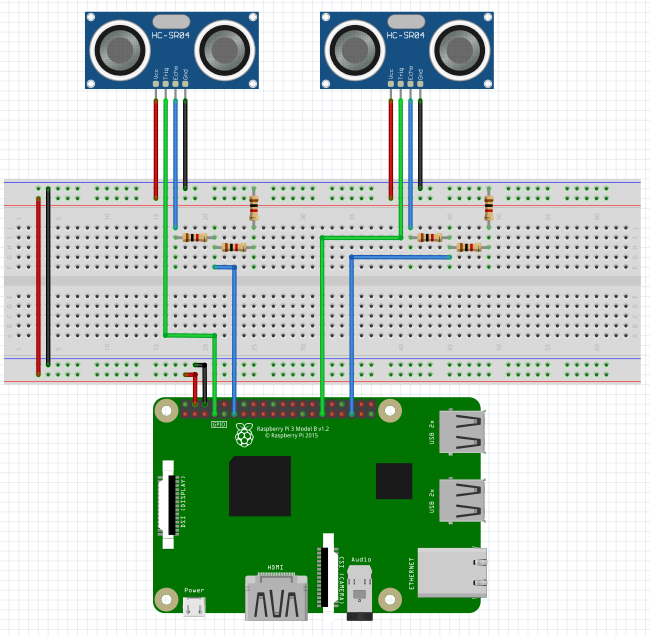 HC-SR04
Vcc
Trig
Echo
Gnd
HC-SR04
Vcc
Trig
Echo
Gnd
GPIO
Raspberry Pi 3 Model B v1.2
© Raspberry Pi 2015
USB 2x
DSI (DISPLAY)
USB 2x
HDMI
CSI (CAMERA)
Audio
ETHERNET
Power